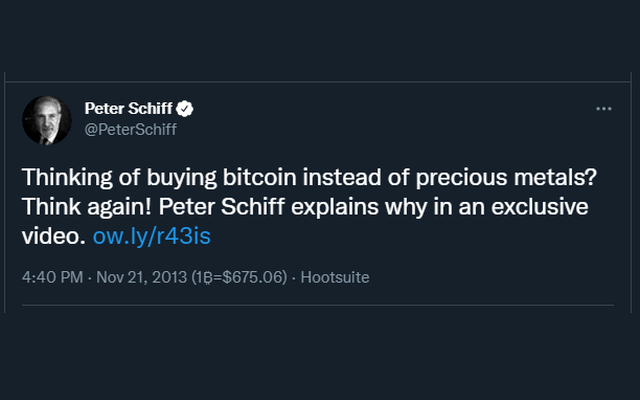 Peter Schiff
@PeterSchiff
Thinking of buying bitcoin instead of precious metals?
Think again! Peter Schiff explains why in an exclusive
video. ow.ly/r43is
4:40 PM · Nov 21, 2013 (1₿=$675.06) · Hootsuite